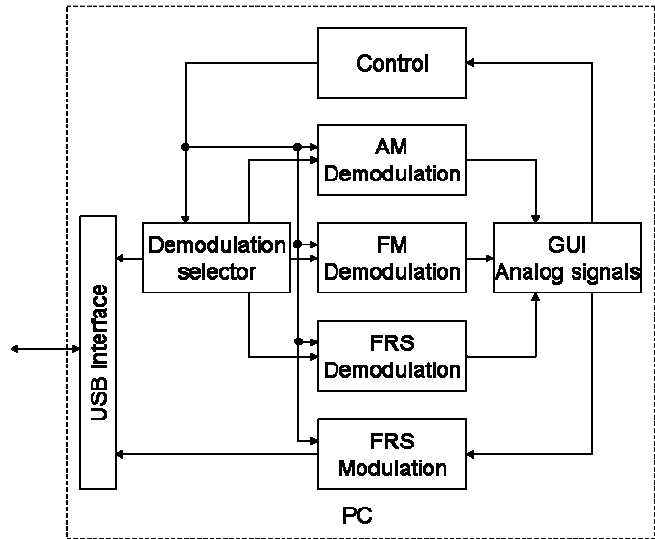 Control
AM
Demodulation
Demodulation
selector
FM
Demodulation
GUI
Analog signals
USB Interface
FRS
Demodulation
FRS
Modulation
PC